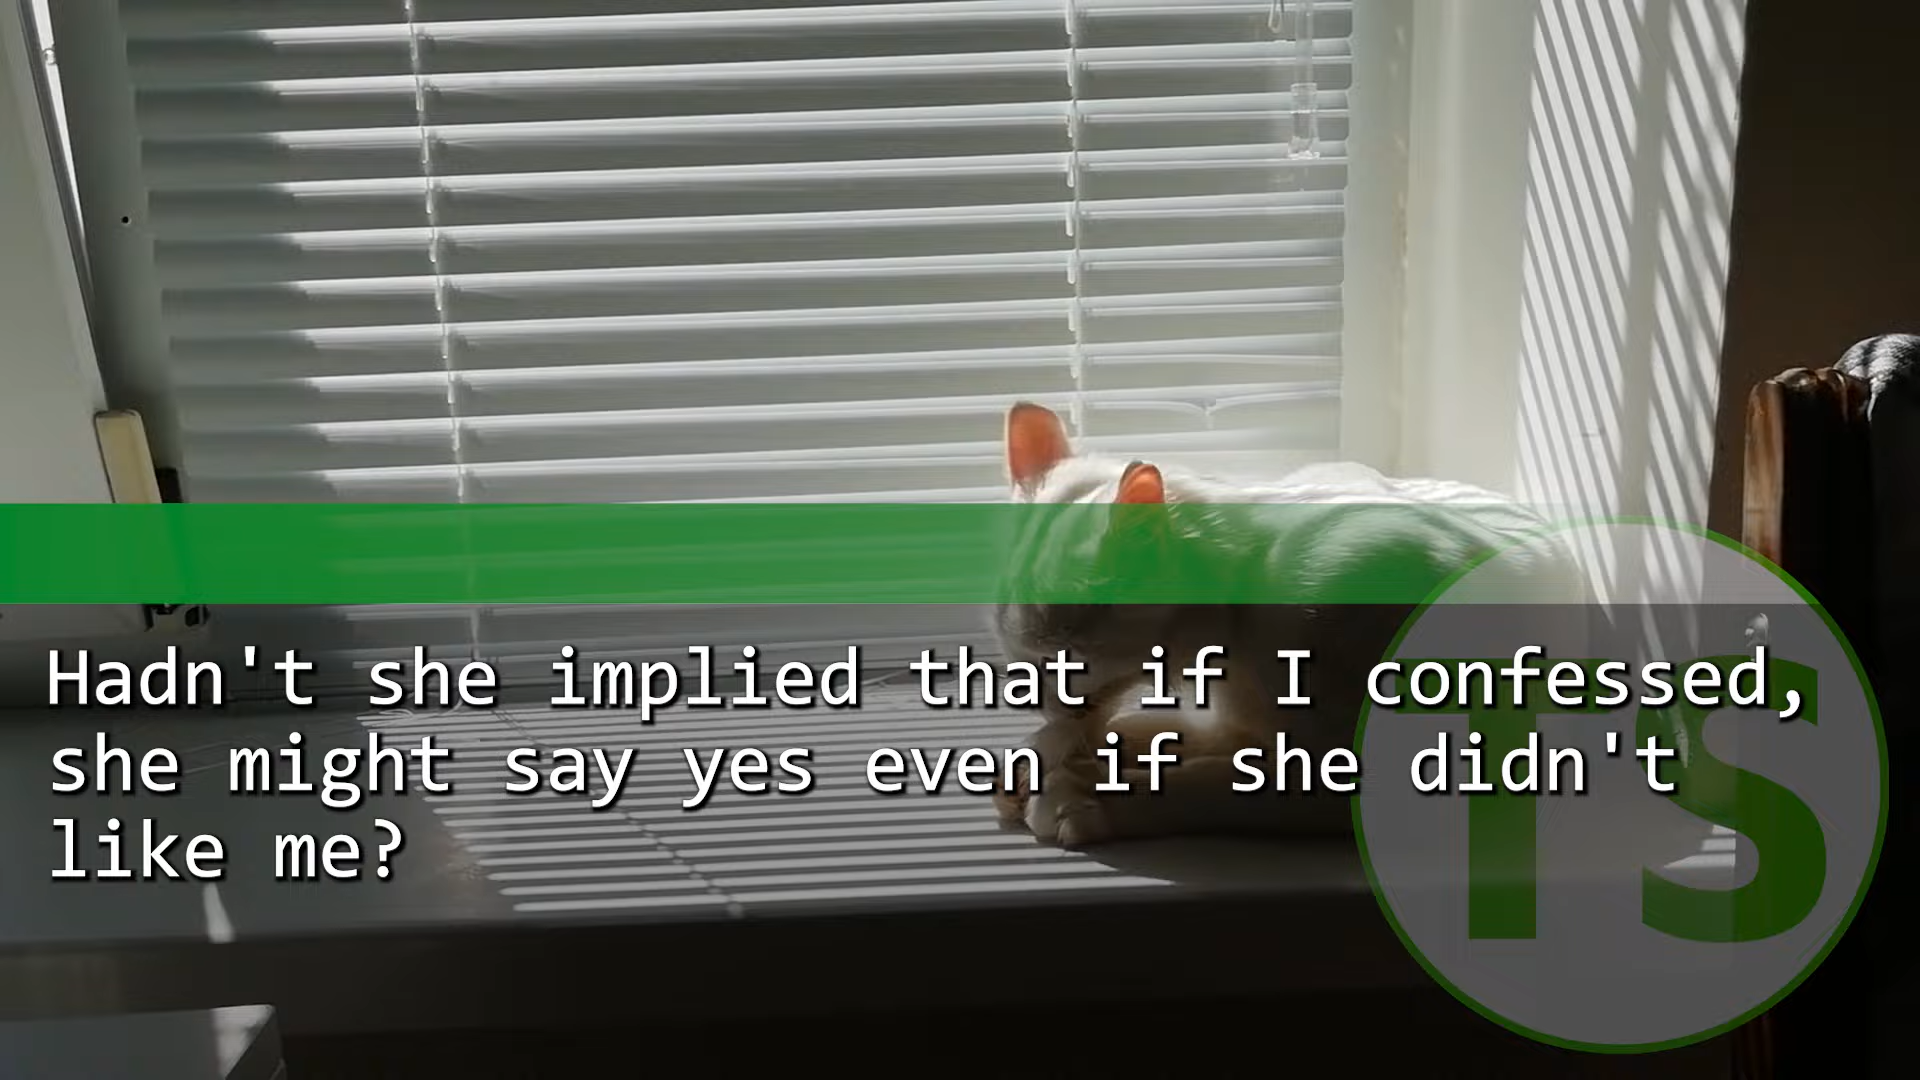 Hadn't she implied that if I confessed,
she might say yes even if she didn't
like me?
TS